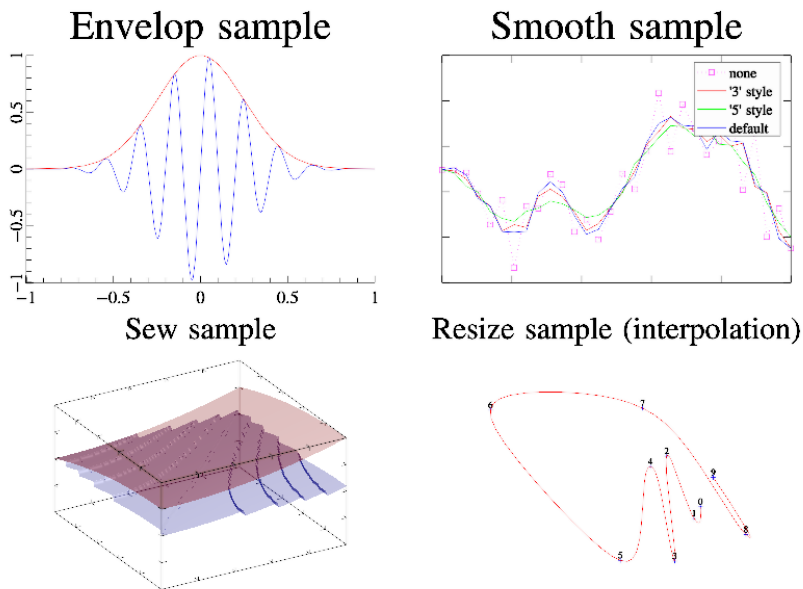 Envelop sample
Smooth sample
1
0.5
0
−0.5
−1
−1
−0.5
0
0.5
1
none
'3' style
'5' style
default
Sew sample
Resize sample (interpolation)
6
7
2
4
9
0
1
8
5
3